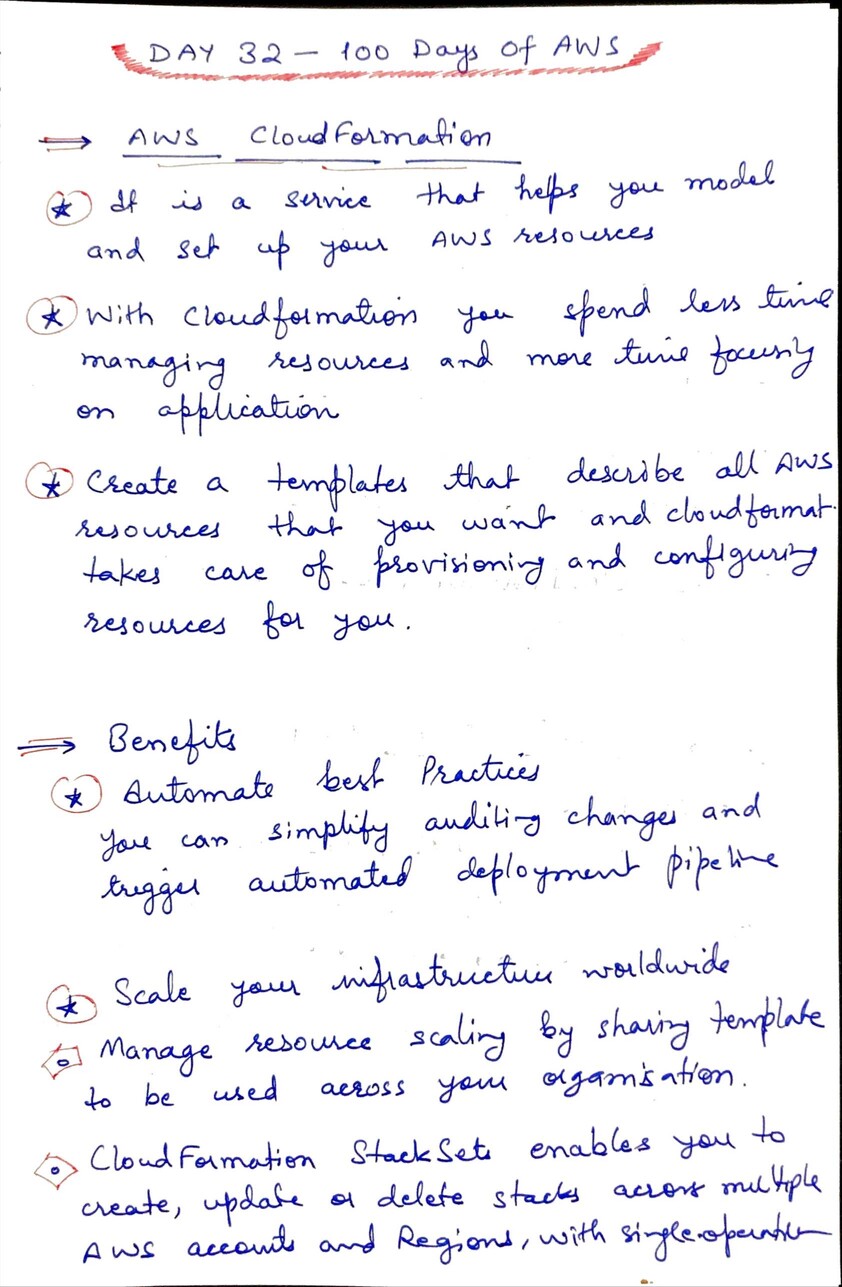 DAY 32 — 100 Days Of AWS
⇒ AWS CloudFormation
★ It is a service that helps you model
and set up your AWS resources
★ With Cloudformation you spend less time
managing resources and more time focusing
on application
★ Create a templates that describe all AWS
resources that you want and cloudformat.
takes care of provisioning and configuring
resources for you.
⇒ Benefits
★ Automate best Practices
you can simplify auditing changes and
trigger automated deployment pipeline
★ Scale your infrastructure worldwide
Manage resource scaling by sharing template
to be used across your organisation.
CloudFormation StackSets enables you to
create, update or delete stacks across multiple
AWS accounts and Regions, with single operation